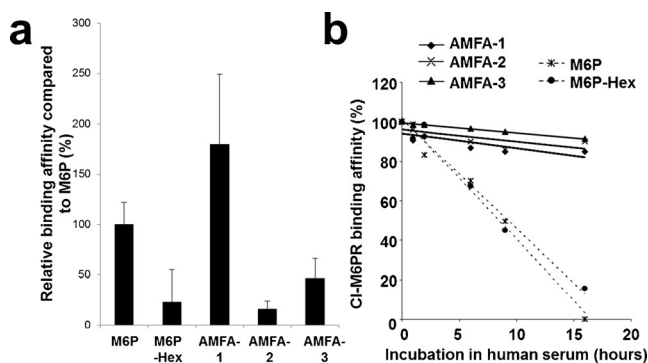 a
Relative binding affinity compared
to M6P (%)
300
250
200
150
100
50
0
M6P
M6P
-Hex
AMFA-
1
AMFA-
2
AMFA-
3
b
AMFA-1
AMFA-2
AMFA-3
M6P
M6P-Hex
CI-M6PR binding affinity (%)
120
100
80
60
40
20
0
0
5
10
15
20
Incubation in human serum (hours)